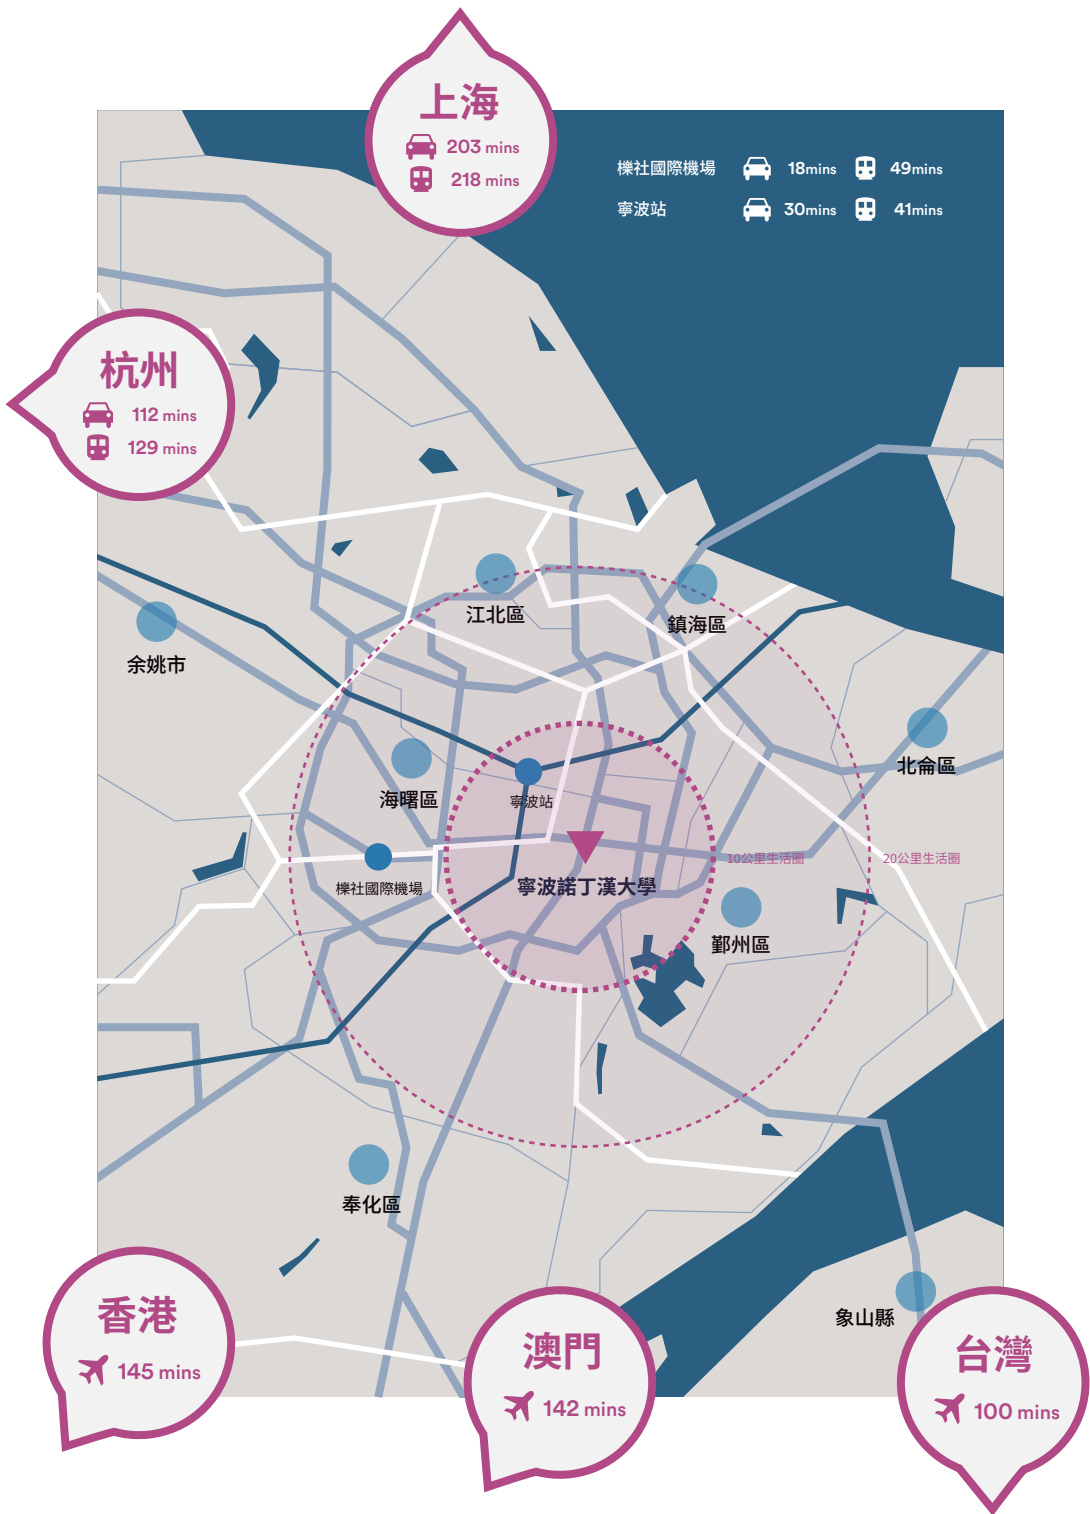 上海
203 mins
218 mins
櫟社國際機場 18mins 49mins
寧波站 30mins 41mins
杭州
112 mins
129 mins
江北區
鎮海區
余姚市
北侖區
海曙區
寧波站
10公里生活圈
20公里生活圈
櫟社國際機場
寧波諾丁漢大學
鄞州區
奉化區
象山縣
香港
145 mins
澳門
142 mins
台灣
100 mins